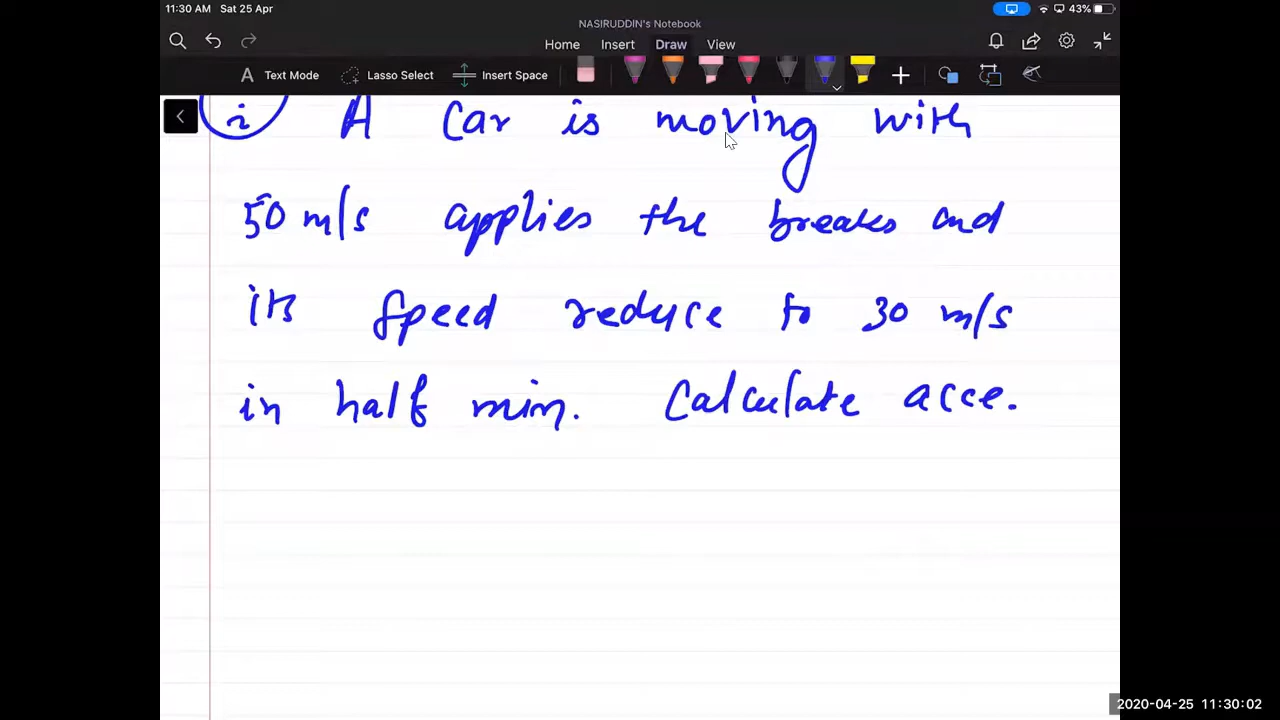 11:30 AM Sat 25 Apr
43%
NASIRUDDIN's Notebook
Home Insert Draw View
A Text Mode Lasso Select Insert Space
i A car is moving with
50 m/s applies the breaks and
its speed reduce to 30 m/s
in half min. Calculate acce.
2020-04-25 11:30:02